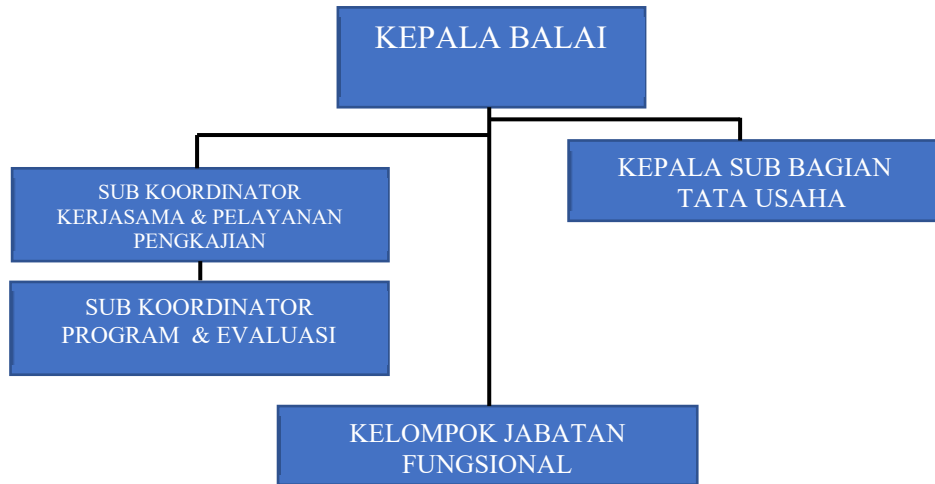 KEPALA BALAI
KEPALA SUB BAGIAN
TATA USAHA
SUB KOORDINATOR
KERJASAMA & PELAYANAN
PENGKAJIAN
SUB KOORDINATOR
PROGRAM & EVALUASI
KELOMPOK JABATAN
FUNGSIONAL